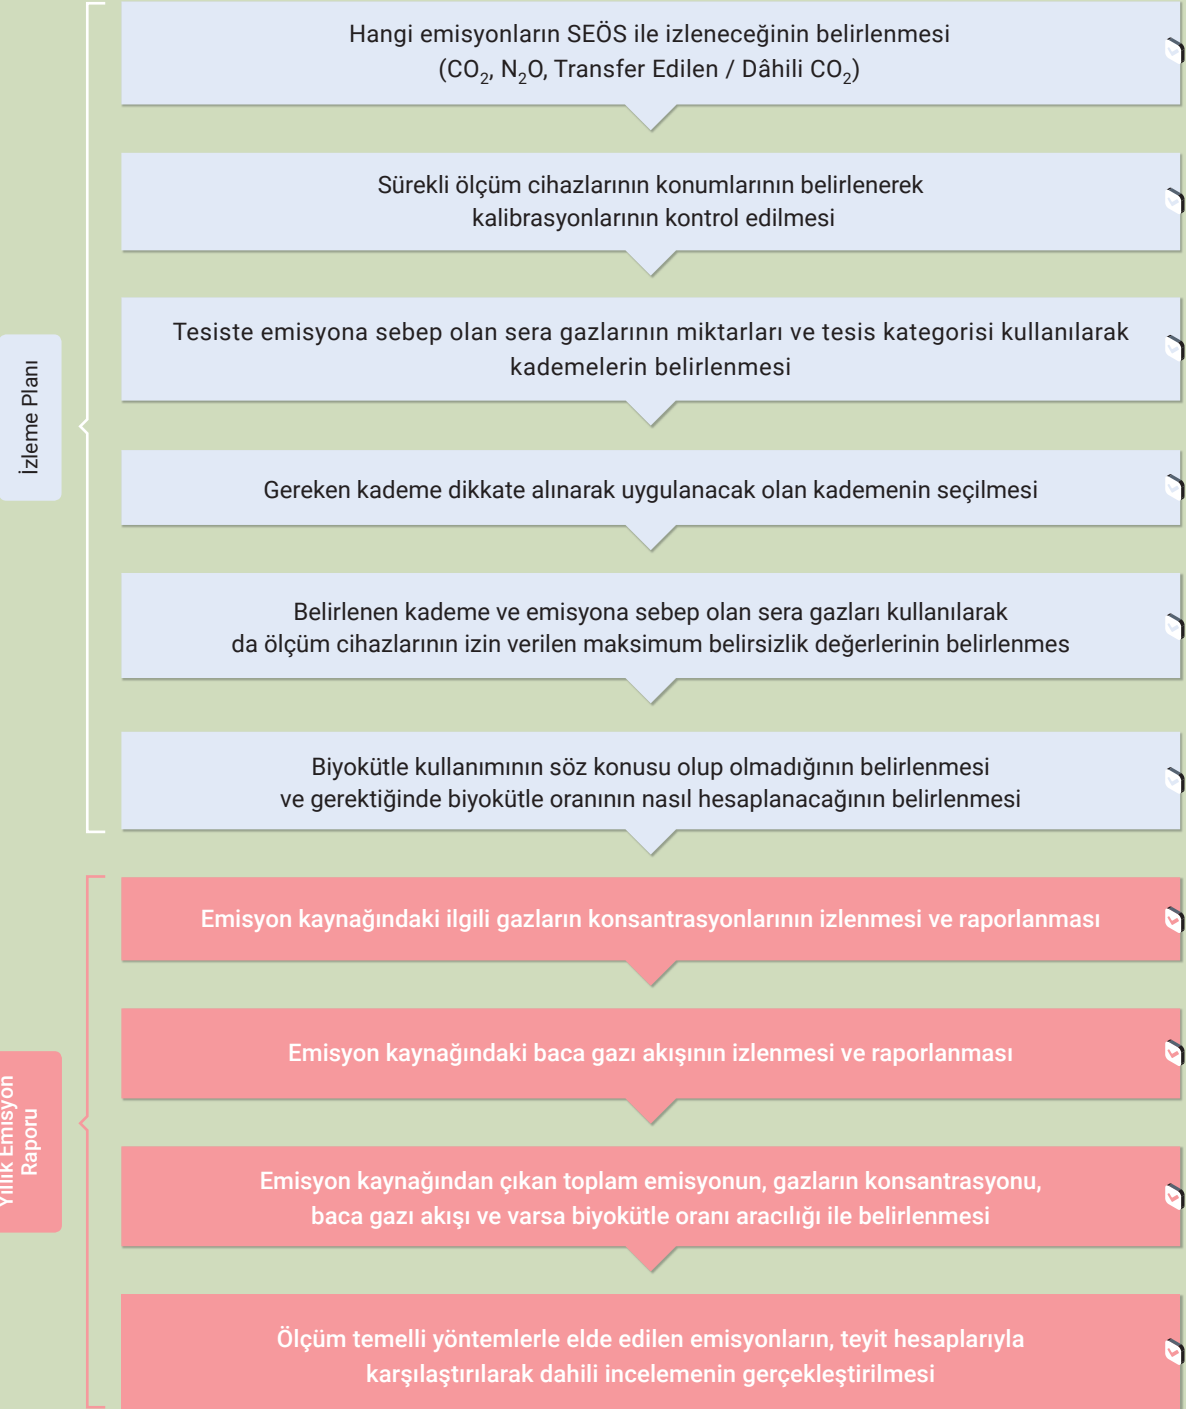 Hangi emisyonların SEÖS ile izleneceğinin belirlenmesi
(CO₂, N₂O, Transfer Edilen / Dâhili CO₂)
Sürekli ölçüm cihazlarının konumlarının belirlenerek
kalibrasyonlarının kontrol edilmesi
Tesiste emisyona sebep olan sera gazlarının miktarları ve tesis kategorisi kullanılarak
kademelerin belirlenmesi
İzleme Planı
Gereken kademe dikkate alınarak uygulanacak olan kademenin seçilmesi
Belirlenen kademe ve emisyona sebep olan sera gazları kullanılarak
da ölçüm cihazlarının izin verilen maksimum belirsizlik değerlerinin belirlenmes
Biyokütle kullanımının söz konusu olup olmadığının belirlenmesi
ve gerektiğinde biyokütle oranının nasıl hesaplanacağının belirlenmesi
Emisyon kaynağındaki ilgili gazların konsantrasyonlarının izlenmesi ve raporlanması
Emisyon kaynağındaki baca gazı akışının izlenmesi ve raporlanması
Yıllık Emisyon
Raporu
Emisyon kaynağından çıkan toplam emisyonun, gazların konsantrasyonu,
baca gazı akışı ve varsa biyokütle oranı aracılığı ile belirlenmesi
Ölçüm temelli yöntemlerle elde edilen emisyonların, teyit hesaplarıyla
karşılaştırılarak dahili incelemenin gerçekleştirilmesi